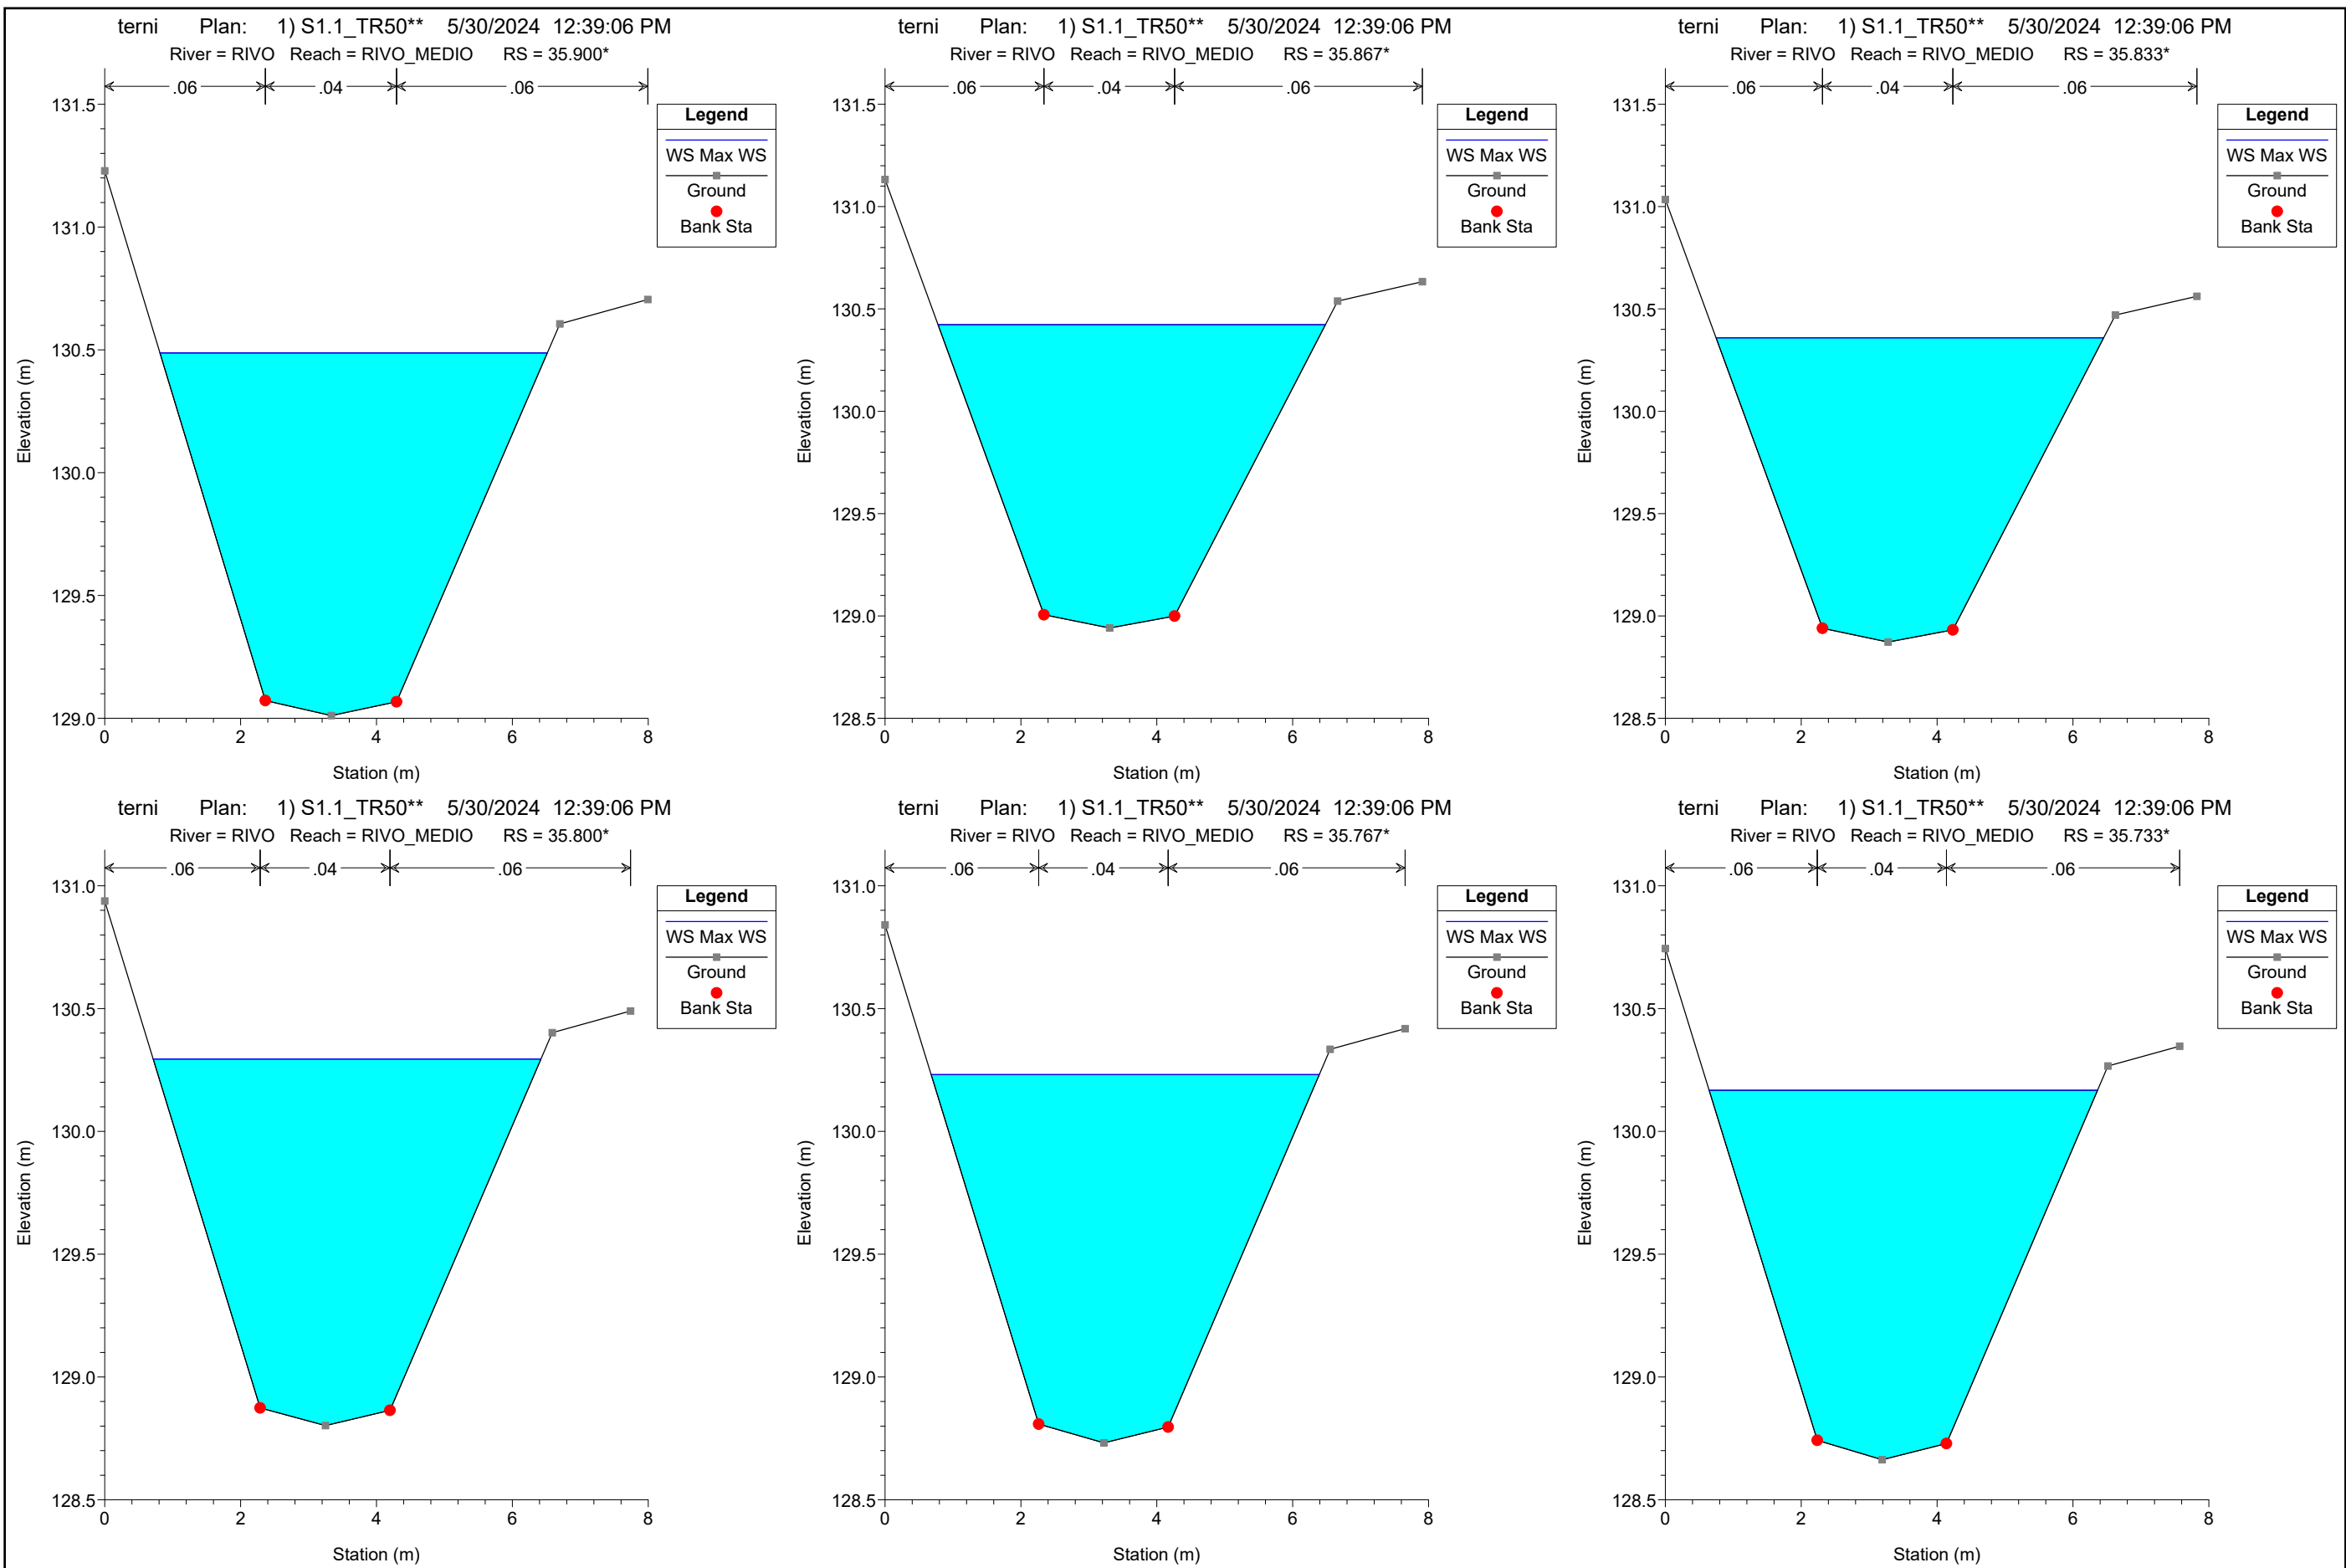 terni Plan: 1) S1.1_TR50** 5/30/2024 12:39:06 PM
River = RIVO Reach = RIVO_MEDIO RS = 35.900*
.06 .04 .06
Legend
WS Max WS
Ground
Bank Sta
131.5
131.0
130.5
130.0
129.5
129.0
Elevation (m)
0 2 4 6 8
Station (m)
terni Plan: 1) S1.1_TR50** 5/30/2024 12:39:06 PM
River = RIVO Reach = RIVO_MEDIO RS = 35.867*
.06 .04 .06
Legend
WS Max WS
Ground
Bank Sta
131.5
131.0
130.5
130.0
129.5
129.0
128.5
Elevation (m)
0 2 4 6 8
Station (m)
terni Plan: 1) S1.1_TR50** 5/30/2024 12:39:06 PM
River = RIVO Reach = RIVO_MEDIO RS = 35.833*
.06 .04 .06
Legend
WS Max WS
Ground
Bank Sta
131.5
131.0
130.5
130.0
129.5
129.0
128.5
Elevation (m)
0 2 4 6 8
Station (m)
terni Plan: 1) S1.1_TR50** 5/30/2024 12:39:06 PM
River = RIVO Reach = RIVO_MEDIO RS = 35.800*
.06 .04 .06
Legend
WS Max WS
Ground
Bank Sta
131.0
130.5
130.0
129.5
129.0
128.5
Elevation (m)
0 2 4 6 8
Station (m)
terni Plan: 1) S1.1_TR50** 5/30/2024 12:39:06 PM
River = RIVO Reach = RIVO_MEDIO RS = 35.767*
.06 .04 .06
Legend
WS Max WS
Ground
Bank Sta
131.0
130.5
130.0
129.5
129.0
128.5
Elevation (m)
0 2 4 6 8
Station (m)
terni Plan: 1) S1.1_TR50** 5/30/2024 12:39:06 PM
River = RIVO Reach = RIVO_MEDIO RS = 35.733*
.06 .04 .06
Legend
WS Max WS
Ground
Bank Sta
131.0
130.5
130.0
129.5
129.0
128.5
Elevation (m)
0 2 4 6 8
Station (m)